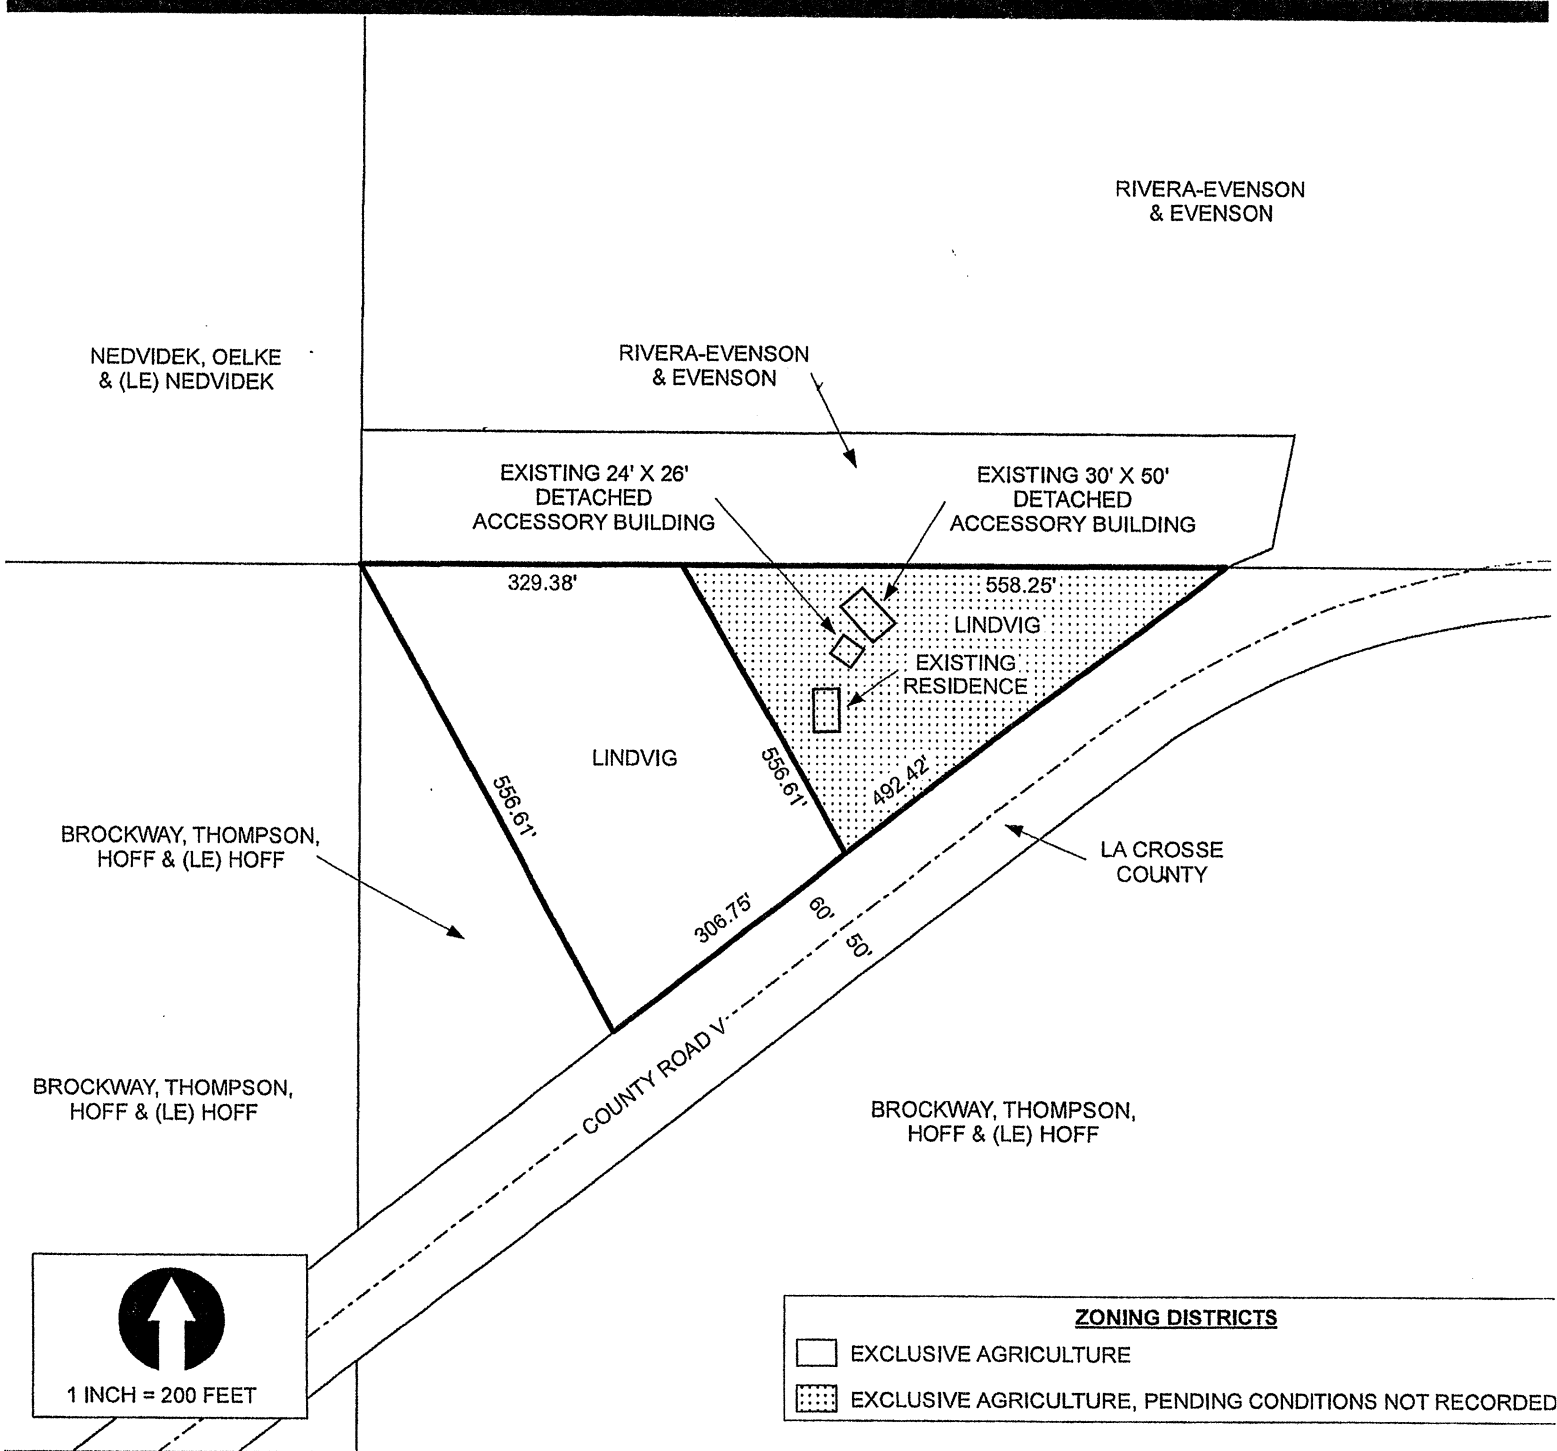 RIVERA-EVENSON
& EVENSON
NEDVIDEK, OELKE
& (LE) NEDVIDEK
RIVERA-EVENSON
& EVENSON
EXISTING 24' X 26'
DETACHED
ACCESSORY BUILDING
EXISTING 30' X 50'
DETACHED
ACCESSORY BUILDING
329.38'
558.25'
LINDVIG
EXISTING
RESIDENCE
LINDVIG
556.61'
556.61'
492.42'
BROCKWAY, THOMPSON,
HOFF & (LE) HOFF
LA CROSSE
COUNTY
306.75'
60'
50'
COUNTY ROAD V
BROCKWAY, THOMPSON,
HOFF & (LE) HOFF
BROCKWAY, THOMPSON,
HOFF & (LE) HOFF
1 INCH = 200 FEET
ZONING DISTRICTS
EXCLUSIVE AGRICULTURE
EXCLUSIVE AGRICULTURE, PENDING CONDITIONS NOT RECORDED